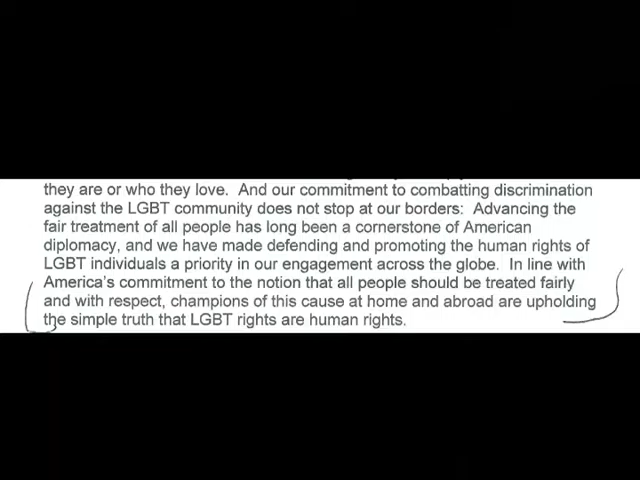 they are or who they love.  And our commitment to combatting discrimination
against the LGBT community does not stop at our borders:  Advancing the
fair treatment of all people has long been a cornerstone of American
diplomacy, and we have made defending and promoting the human rights of
LGBT individuals a priority in our engagement across the globe.  In line with
America's commitment to the notion that all people should be treated fairly
and with respect, champions of this cause at home and abroad are upholding
the simple truth that LGBT rights are human rights.